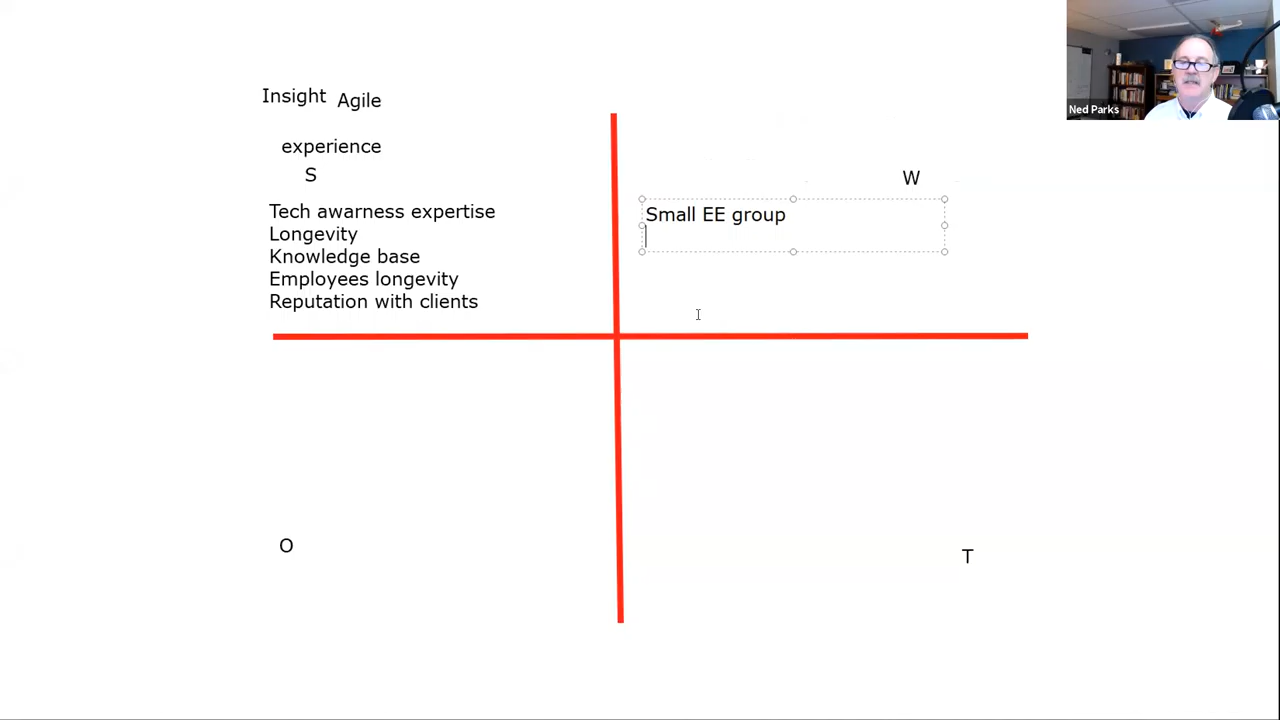 Insight Agile
experience
S
Tech awarness expertise
Longevity
Knowledge base
Employees longevity
Reputation with clients
W
Small EE group
O
T
Ned Parks